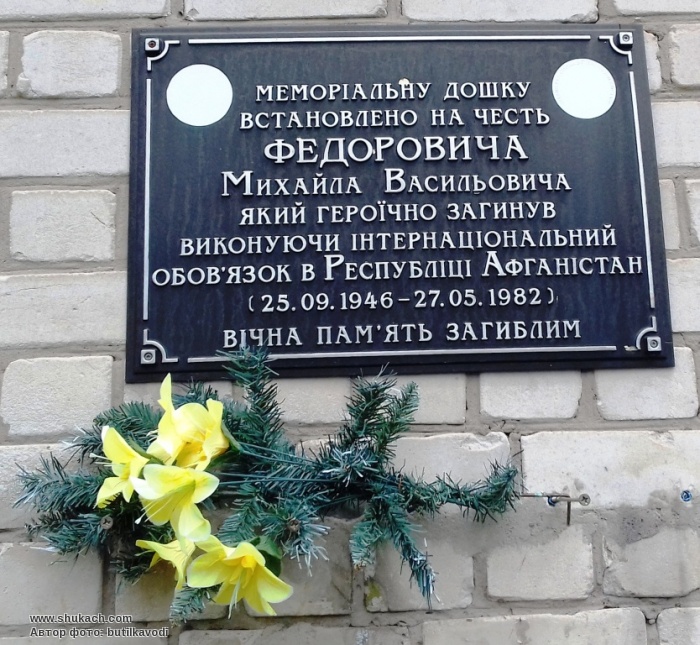 МЕМОРІАЛЬНУ ДОШКУ
ВСТАНОВЛЕНО НА ЧЕСТЬ
ФЕДОРОВИЧА
МИХАЙЛА ВАСИЛЬОВИЧА
ЯКИЙ ГЕРОЇЧНО ЗАГИНУВ
ВИКОНУЮЧИ ІНТЕРНАЦІОНАЛЬНИЙ
ОБОВ'ЯЗОК В РЕСПУБЛІЦІ АФГАНІСТАН
(25.09.1946-27.05.1982)
ВІЧНА ПАМ'ЯТЬ ЗАГИБЛИМ
www.shukach.com
Автор фото: butilkavodi